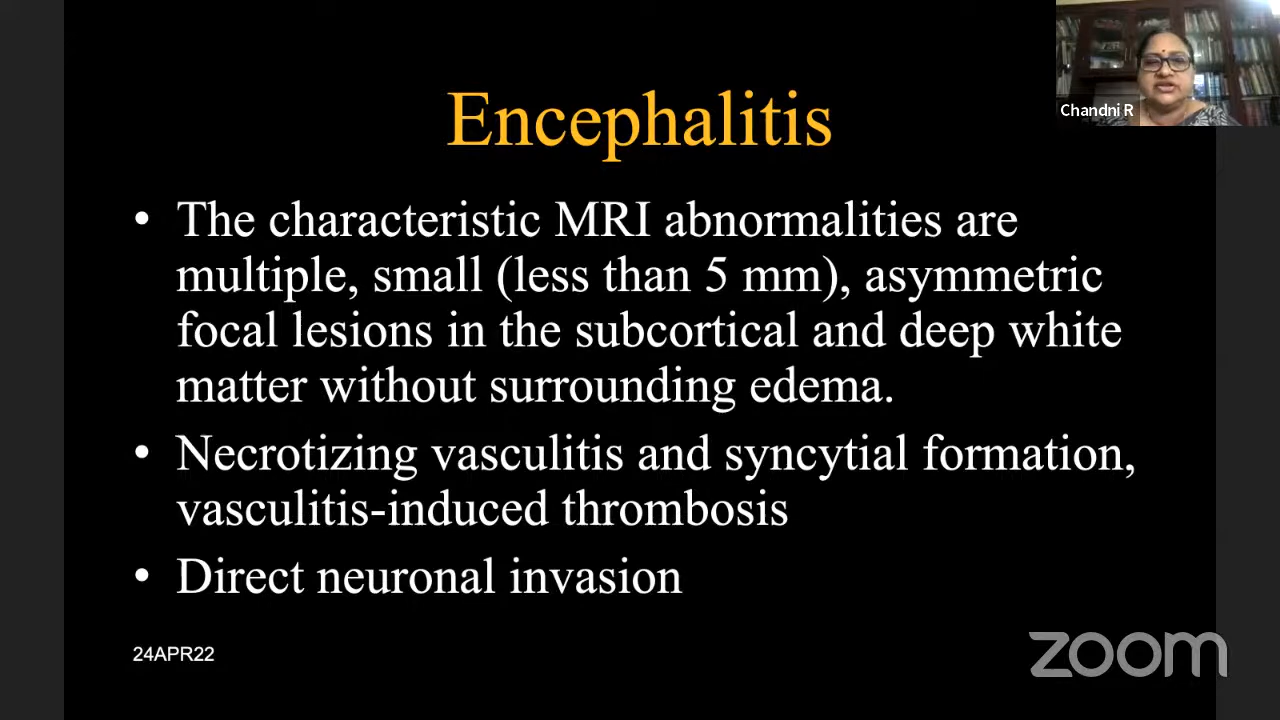 Chandni R
Encephalitis
• The characteristic MRI abnormalities are
multiple, small (less than 5 mm), asymmetric
focal lesions in the subcortical and deep white
matter without surrounding edema.
• Necrotizing vasculitis and syncytial formation,
vasculitis-induced thrombosis
• Direct neuronal invasion
24APR22
zoom